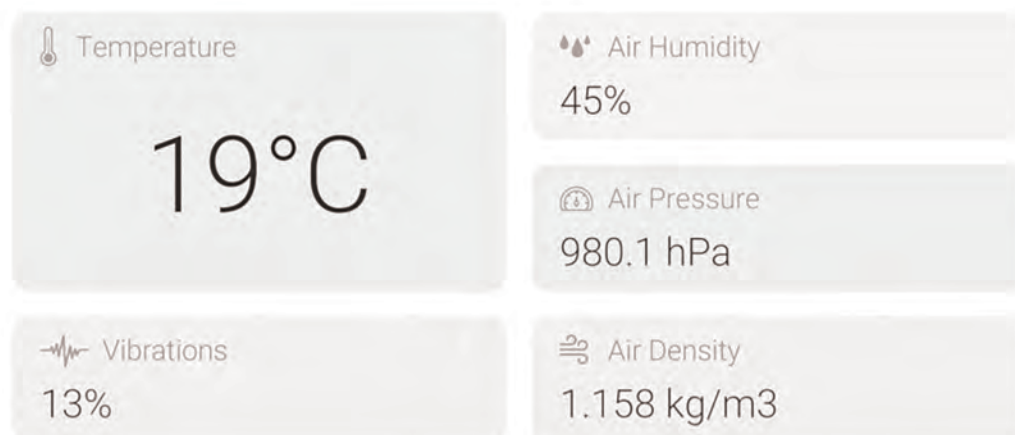 Temperature
19°C
Air Humidity
45%
Air Pressure
980.1 hPa
Vibrations
13%
Air Density
1.158 kg/m3